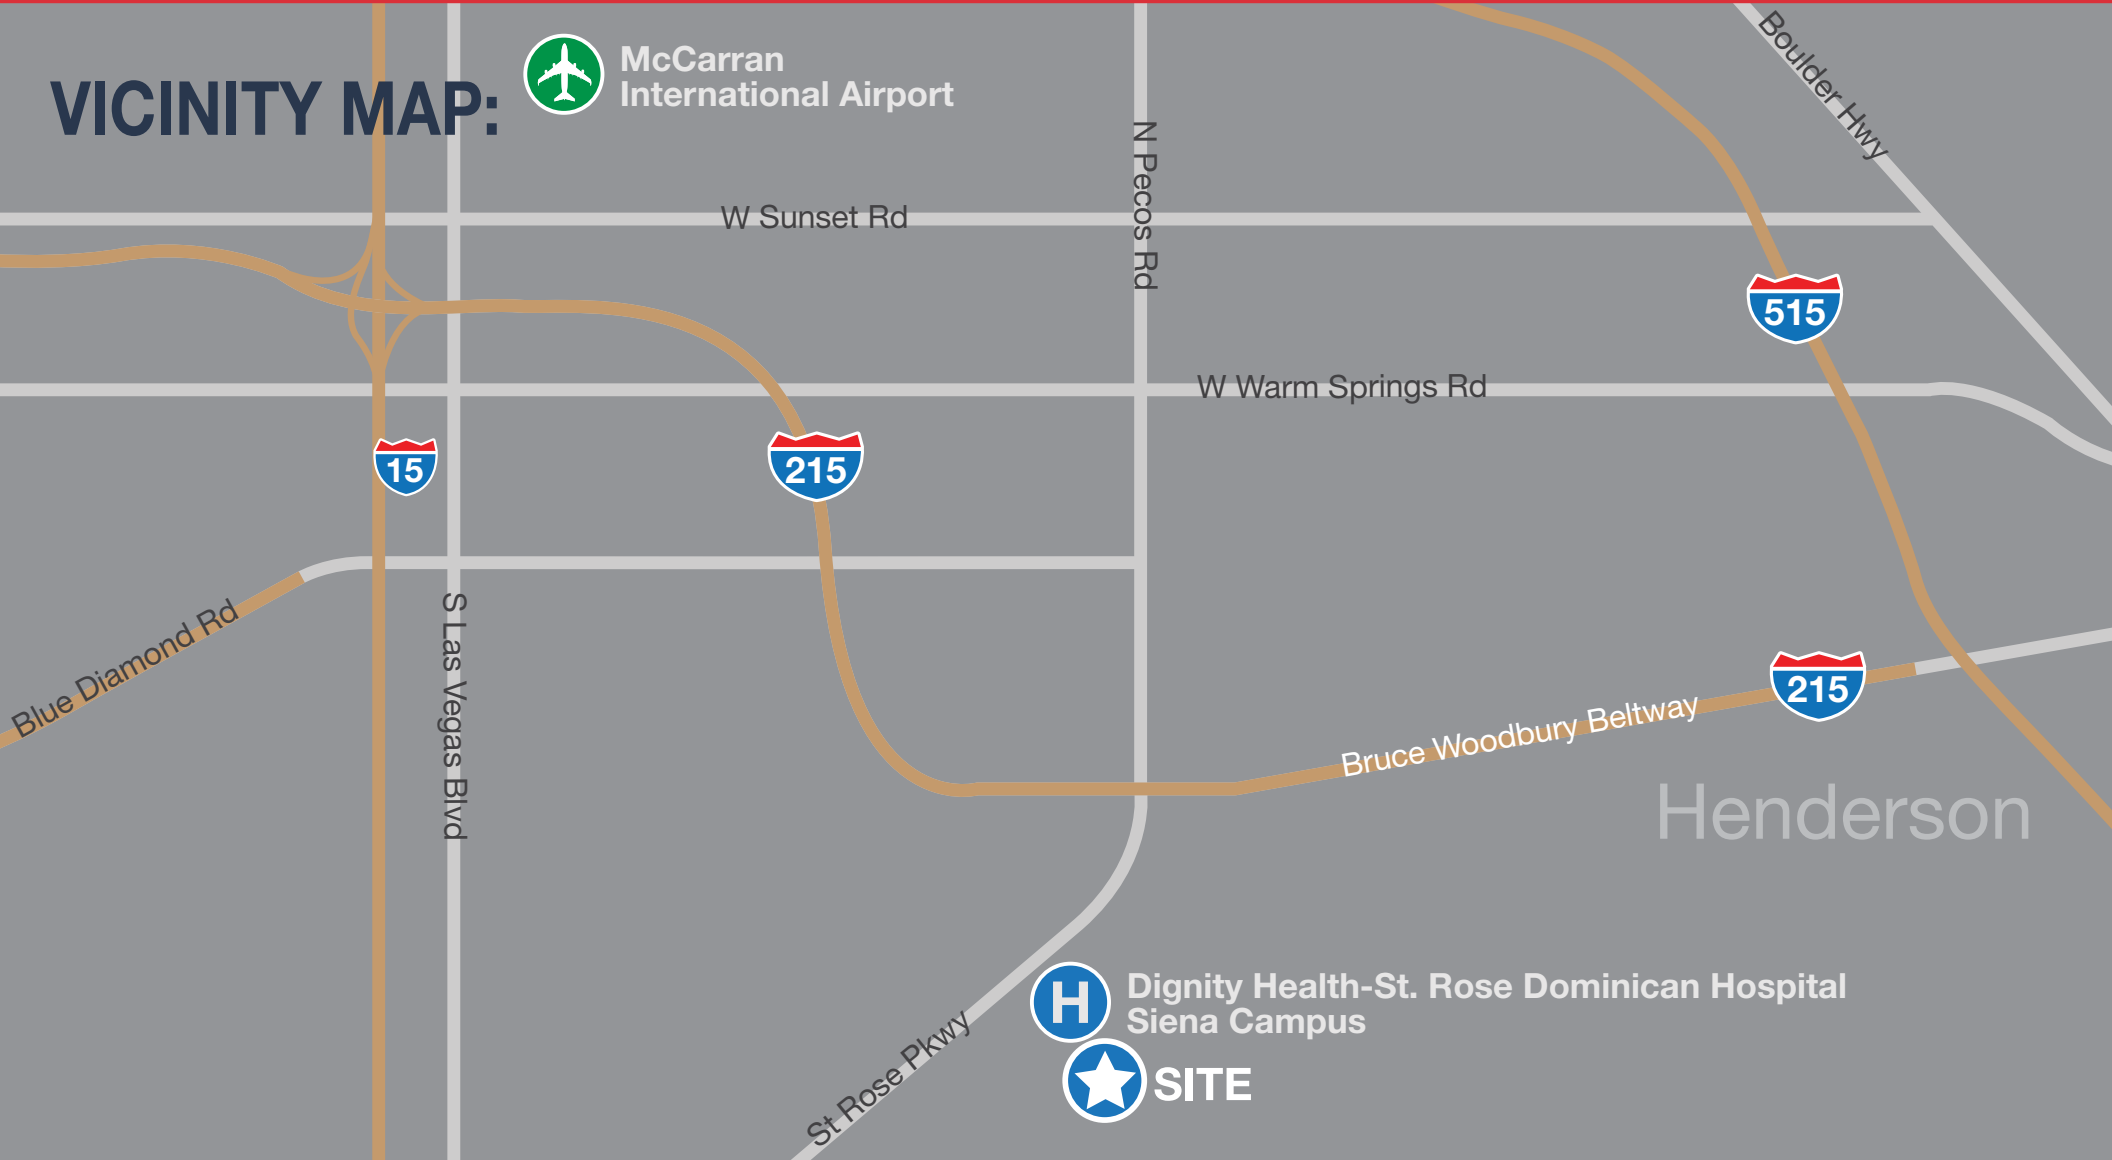 VICINITY MAP:
McCarran
International Airport
Boulder Hwy
N Pecos Rd
W Sunset Rd
515
W Warm Springs Rd
15
215
Blue Diamond Rd
S Las Vegas Blvd
215
Bruce Woodbury Beltway
Henderson
H
Dignity Health-St. Rose Dominican Hospital
Siena Campus
St Rose Pkwy
SITE